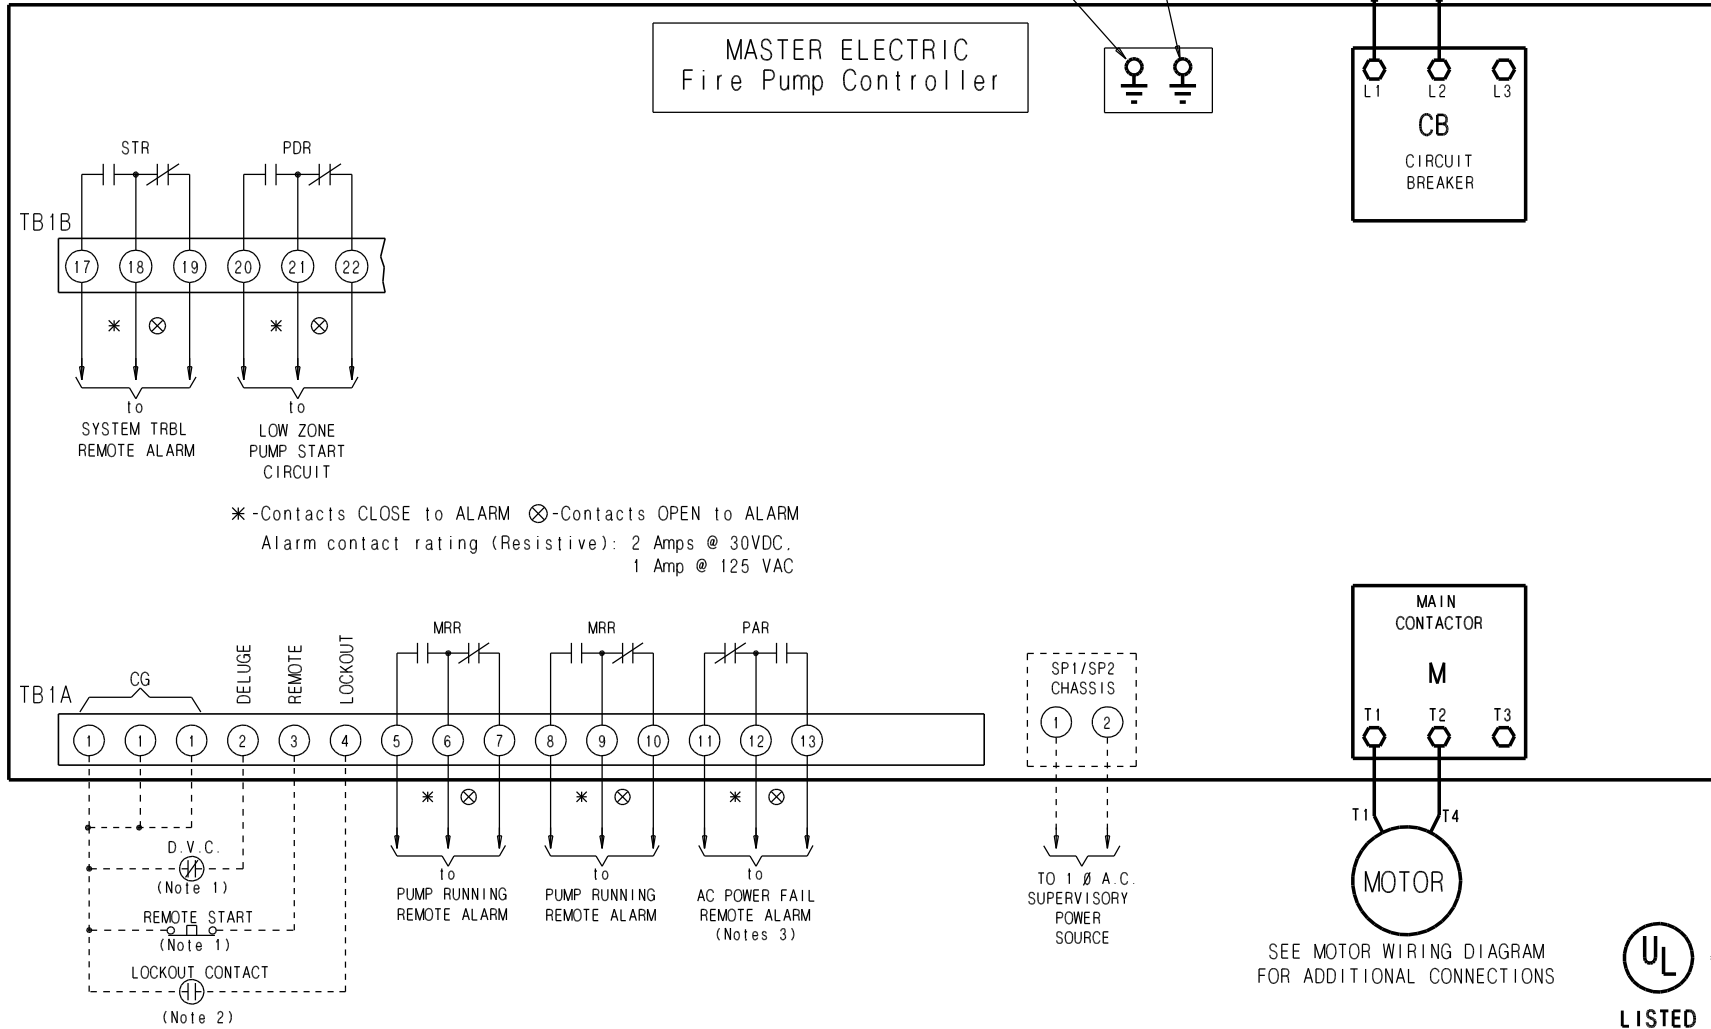 MASTER ELECTRIC
Fire Pump Controller
L1 L2 L3
CB
CIRCUIT
BREAKER
STR
PDR
TB1B
17 18 19 20 21 22
to
SYSTEM TRBL
REMOTE ALARM
to
LOW ZONE
PUMP START
CIRCUIT
-Contacts CLOSE to ALARM
-Contacts OPEN to ALARM
Alarm contact rating (Resistive): 2 Amps @ 30VDC,
1 Amp @ 125 VAC
MAIN
CONTACTOR
M
T1 T2 T3
TB1A
CG
DELUGE
REMOTE
LOCKOUT
MRR
MRR
PAR
SP1/SP2
CHASSIS
1 2
1 1 1 2 3 4 5 6 7 8 9 10 11 12 13
D.V.C.
(Note 1)
REMOTE START
(Note 1)
LOCKOUT CONTACT
(Note 2)
to
PUMP RUNNING
REMOTE ALARM
to
PUMP RUNNING
REMOTE ALARM
to
AC POWER FAIL
REMOTE ALARM
(Notes 3)
TO 1 Ø A.C.
SUPERVISORY
POWER
SOURCE
T1 T4
MOTOR
SEE MOTOR WIRING DIAGRAM
FOR ADDITIONAL CONNECTIONS
UL
LISTED